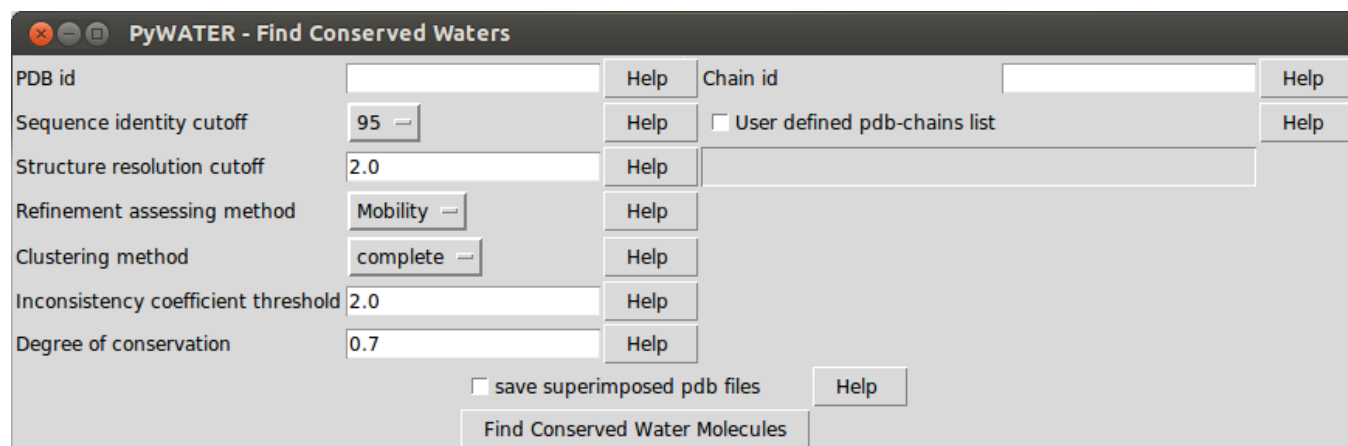 PyWATER - Find Conserved Waters
PDB id Help Chain id Help
Sequence identity cutoff 95 Help User defined pdb-chains list Help
Structure resolution cutoff 2.0 Help
Refinement assessing method Mobility Help
Clustering method complete Help
Inconsistency coefficient threshold 2.0 Help
Degree of conservation 0.7 Help
save superimposed pdb files Help
Find Conserved Water Molecules